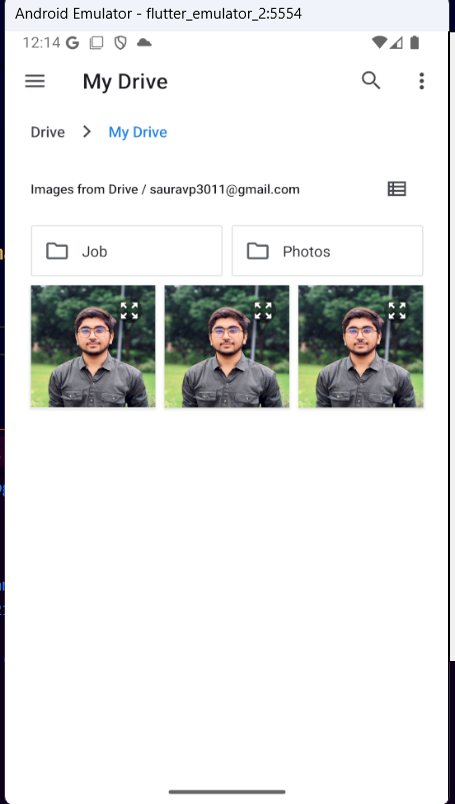 Android Emulator - flutter_emulator_2:5554
12:14 G
My Drive
Drive > My Drive
Images from Drive / sauravp3011@gmail.com
Job
Photos